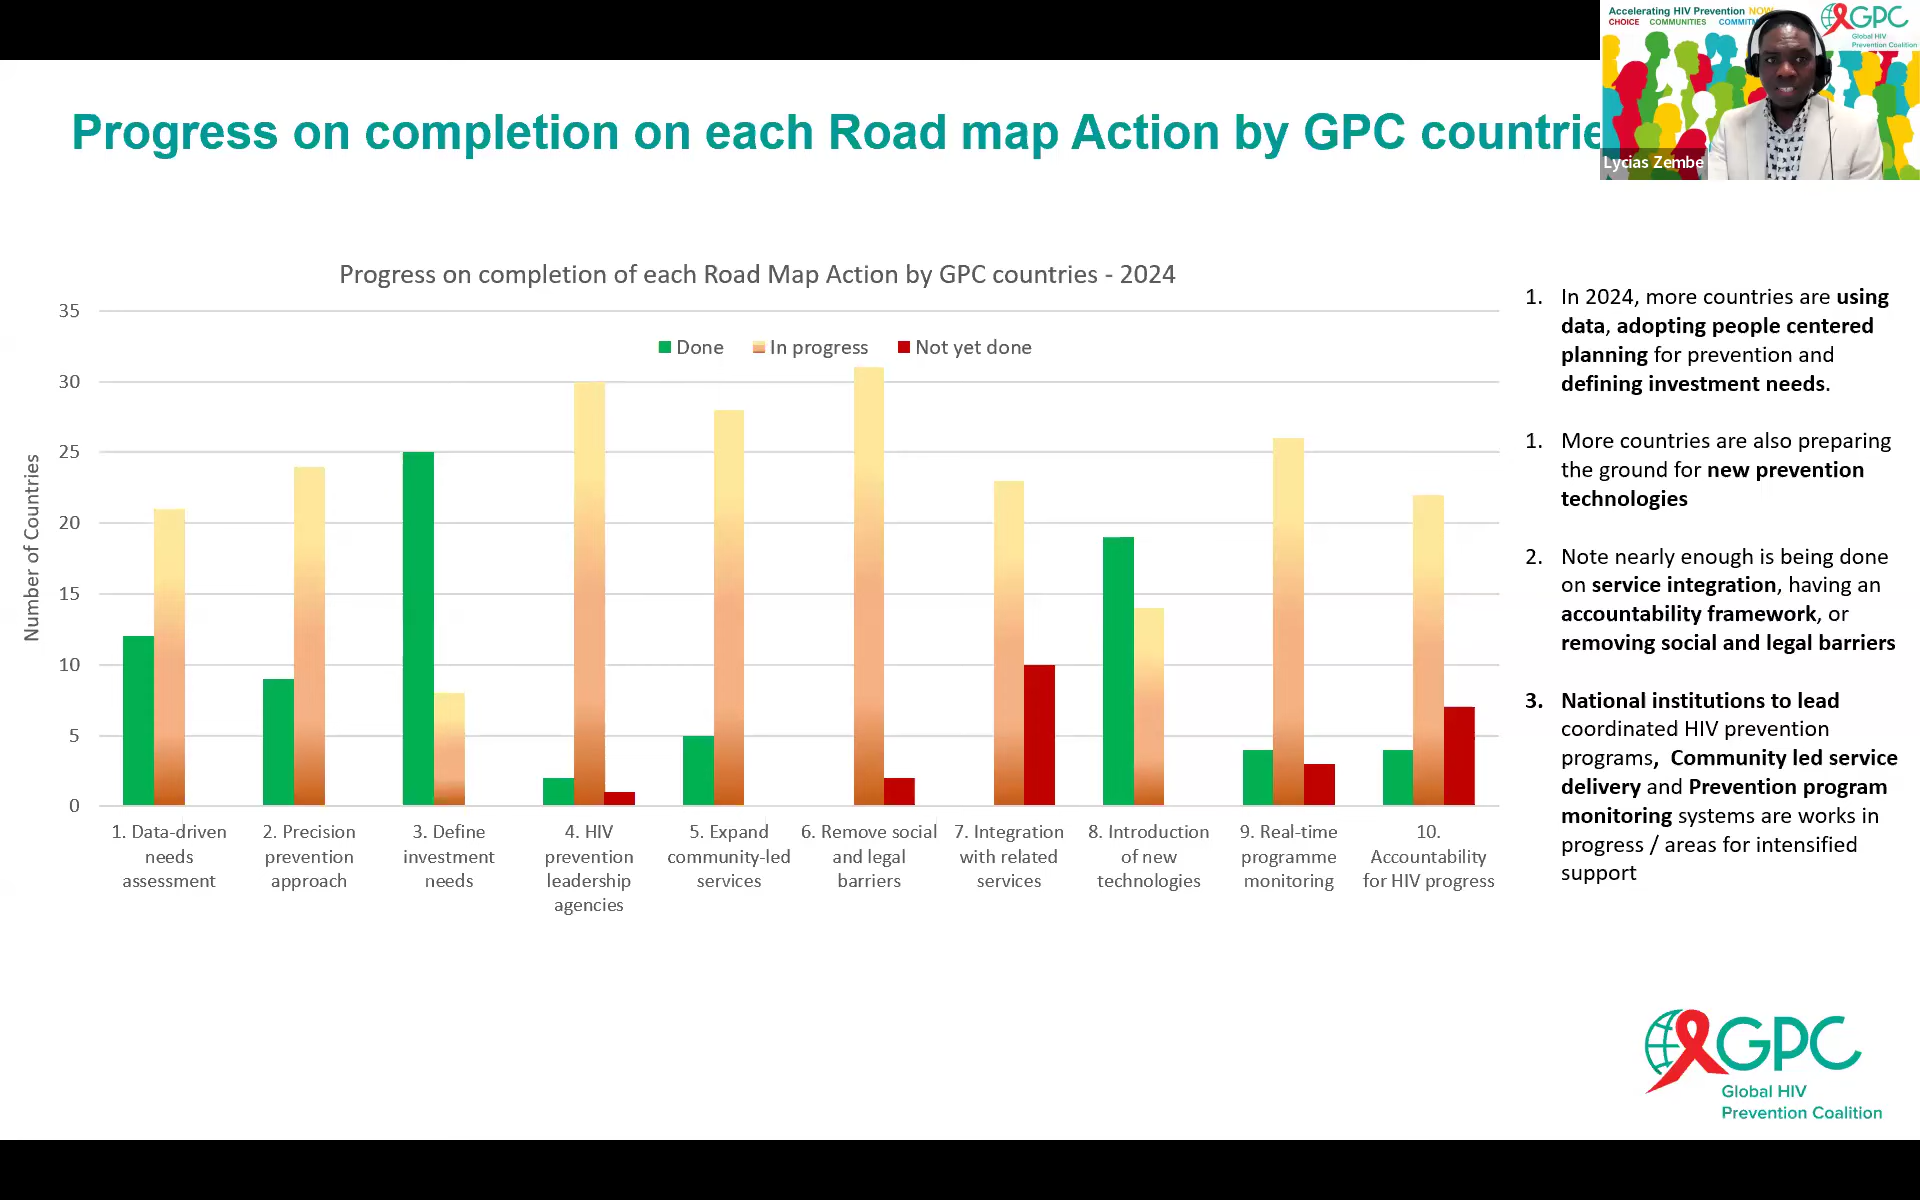 Accelerating HIV Prevention NOW
CHOICE COMMUNITIES
GPC
Global HIV
Prevention Coalition
Lycias Zembe
Progress on completion on each Road map Action by GPC
Progress on completion of each Road Map Action by GPC countries - 2024
Done In progress Not yet done
Number of Countries
35
30
25
20
15
10
5
0
1. Data-driven
needs
assessment
2. Precision
prevention
approach
3. Define
investment
needs
4. HIV
prevention
leadership
agencies
5. Expand
community-led
services
6. Remove social
and legal
barriers
7. Integration
with related
services
8. Introduction
of new
technologies
9. Real-time
programme
monitoring
10.
Accountability
for HIV progress
1. In 2024, more countries are using
data, adopting people centered
planning for prevention and
defining investment needs.
1. More countries are also preparing
the ground for new prevention
technologies
2. Note nearly enough is being done
on service integration, having an
accountability framework, or
removing social and legal barriers
3. National institutions to lead
coordinated HIV prevention
programs, Community led service
delivery and Prevention program
monitoring systems are works in
progress / areas for intensified
support
GPC
Global HIV
Prevention Coalition